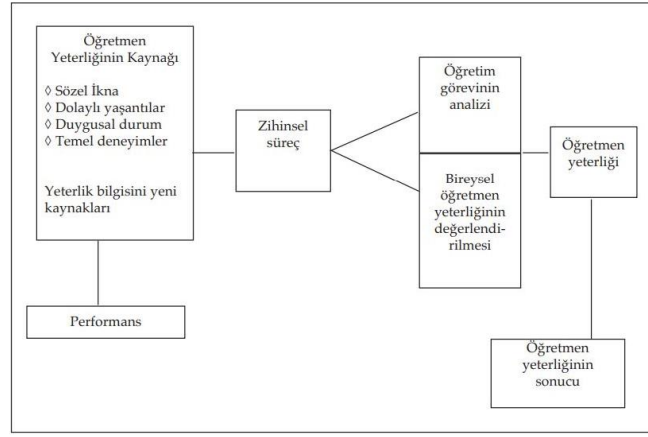 Öğretmen
Yeterliğinin Kaynağı
◊ Sözel İkna
◊ Dolaylı yaşantılar
◊ Duygusal durum
◊ Temel deneyimler
Yeterlik bilgisini yeni
kaynakları
Performans
Zihinsel
süreç
Öğretim
görevinin
analizi
Bireysel
öğretmen
yeterliğinin
değerlendi-
rilmesi
Öğretmen
yeterliği
Öğretmen
yeterliğinin
sonucu